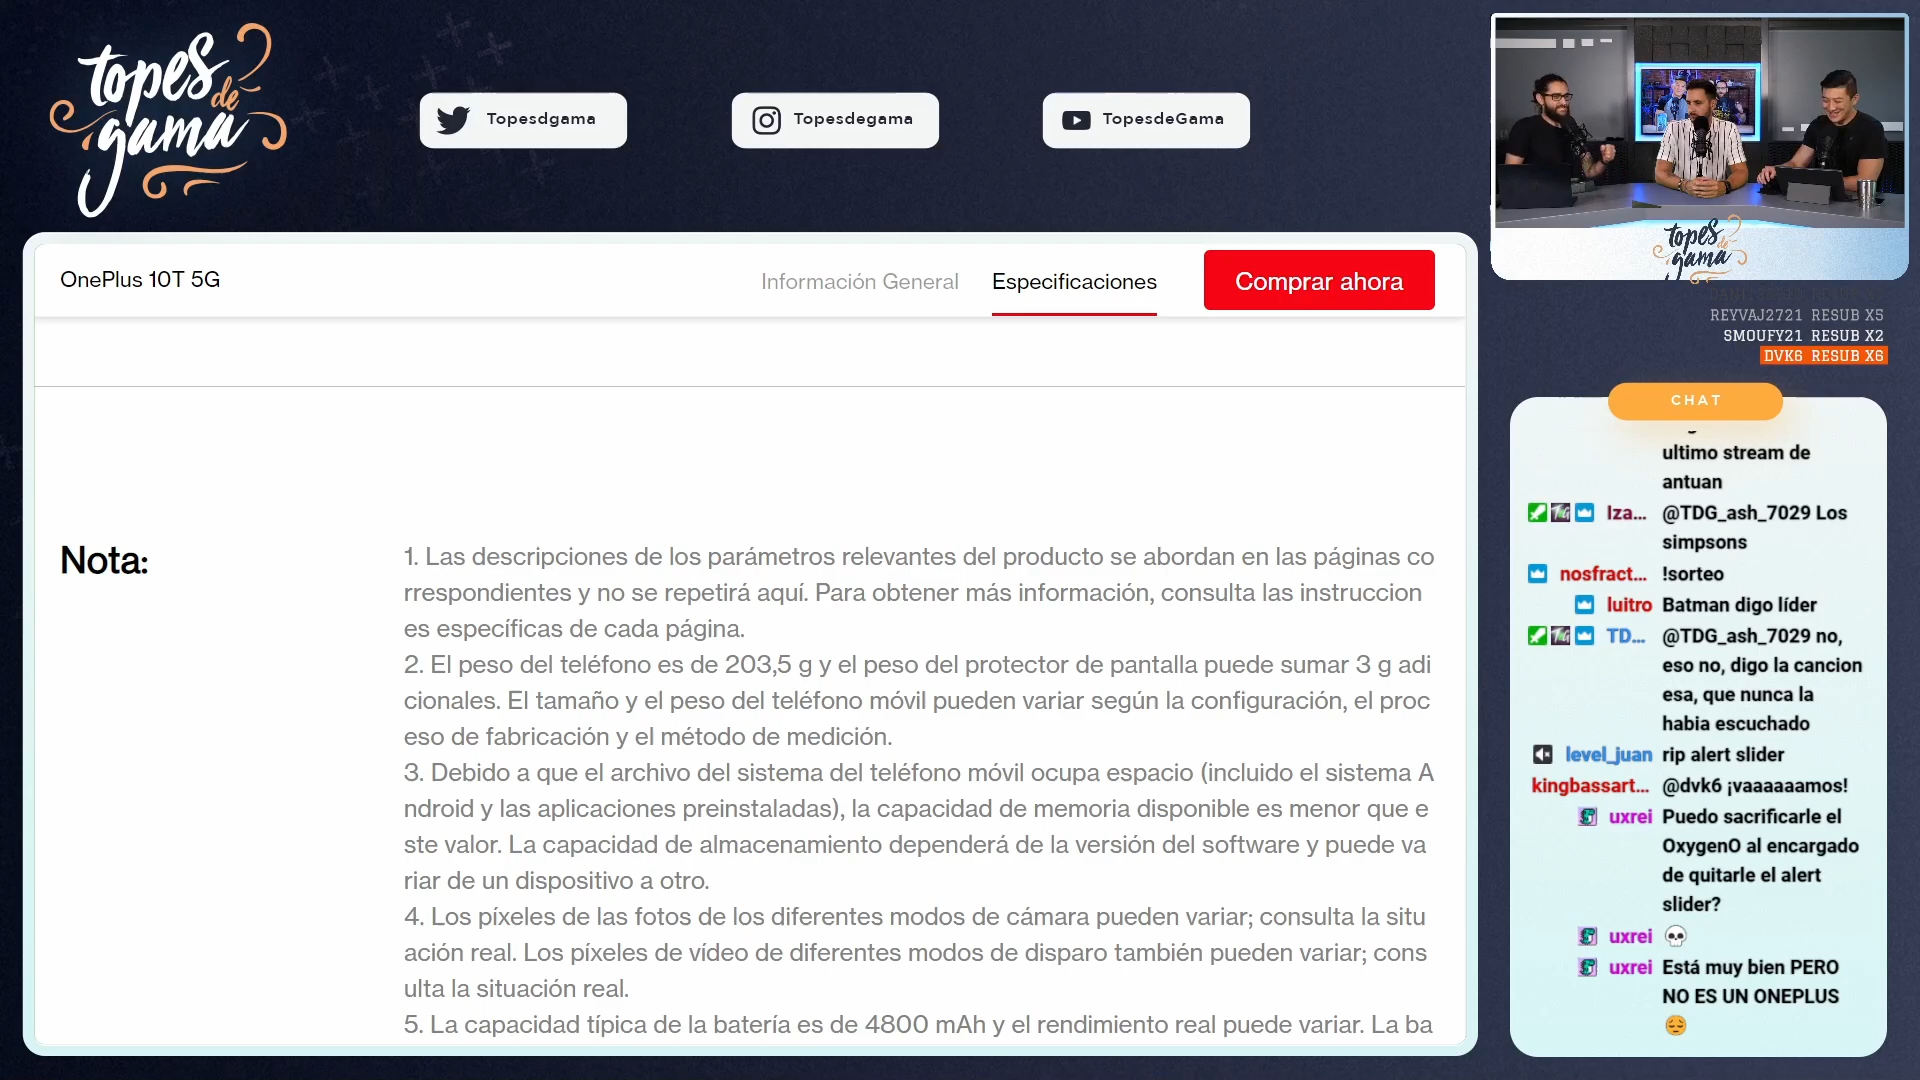 topes
de
gama
Topesdgama
Topesdegama
TopesdeGama
topes
de
gama
REYVAJ2721 RESUB X5
SMOUFY21 RESUB X2
DVK6 RESUB X6
OnePlus 10T 5G
Información General
Especificaciones
Comprar ahora
Nota:
1. Las descripciones de los parámetros relevantes del producto se abordan en las páginas co
rrespondientes y no se repetirá aquí. Para obtener más información, consulta las instruccion
es específicas de cada página.
2. El peso del teléfono es de 203,5 g y el peso del protector de pantalla puede sumar 3 g adi
cionales. El tamaño y el peso del teléfono móvil pueden variar según la configuración, el proc
eso de fabricación y el método de medición.
3. Debido a que el archivo del sistema del teléfono móvil ocupa espacio (incluido el sistema A
ndroid y las aplicaciones preinstaladas), la capacidad de memoria disponible es menor que e
ste valor. La capacidad de almacenamiento dependerá de la versión del software y puede va
riar de un dispositivo a otro.
4. Los píxeles de las fotos de los diferentes modos de cámara pueden variar; consulta la situ
ación real. Los píxeles de vídeo de diferentes modos de disparo también pueden variar; cons
ulta la situación real.
5. La capacidad típica de la batería es de 4800 mAh y el rendimiento real puede variar. La ba
CHAT
ultimo stream de
antuan
Iza... @TDG_ash_7029 Los
simpsons
nosfract... !sorteo
luitro Batman digo líder
TD... @TDG_ash_7029 no,
eso no, digo la cancion
esa, que nunca la
habia escuchado
level_juan rip alert slider
kingbassart... @dvk6 ¡vaaaaaamos!
uxrei Puedo sacrificarle el
OxygenO al encargado
de quitarle el alert
slider?
uxrei 💀
uxrei Está muy bien PERO
NO ES UN ONEPLUS
😔